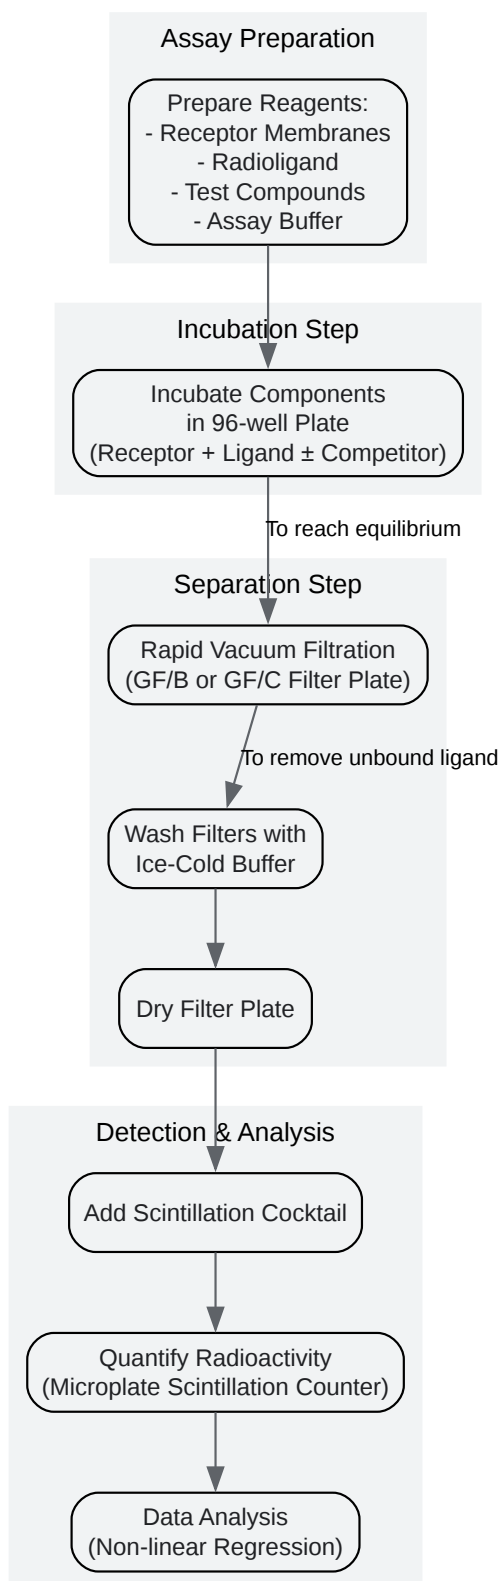 Assay Preparation
Prepare Reagents:
- Receptor Membranes
- Radioligand
- Test Compounds
- Assay Buffer
Incubation Step
Incubate Components
in 96-well Plate
(Receptor + Ligand ± Competitor)
To reach equilibrium
Separation Step
Rapid Vacuum Filtration
(GF/B or GF/C Filter Plate)
To remove unbound ligand
Wash Filters with
Ice-Cold Buffer
Dry Filter Plate
Detection & Analysis
Add Scintillation Cocktail
Quantify Radioactivity
(Microplate Scintillation Counter)
Data Analysis
(Non-linear Regression)